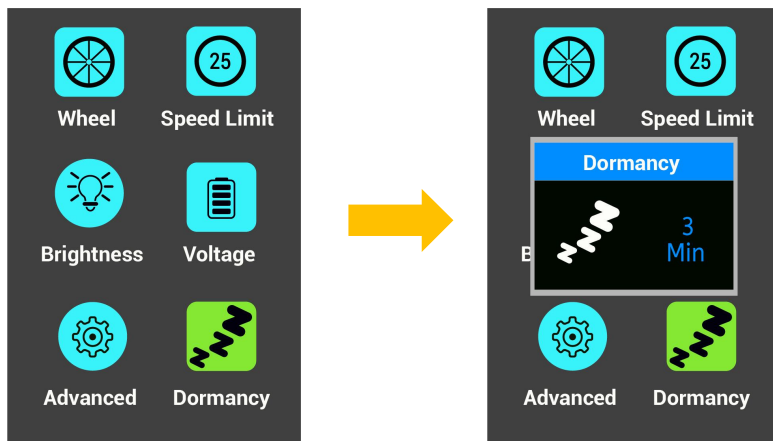 25
Wheel Speed Limit
Brightness Voltage
Advanced Dormancy
25
Wheel Speed Limit
Dormancy
3
Min
B
Advanced Dormancy